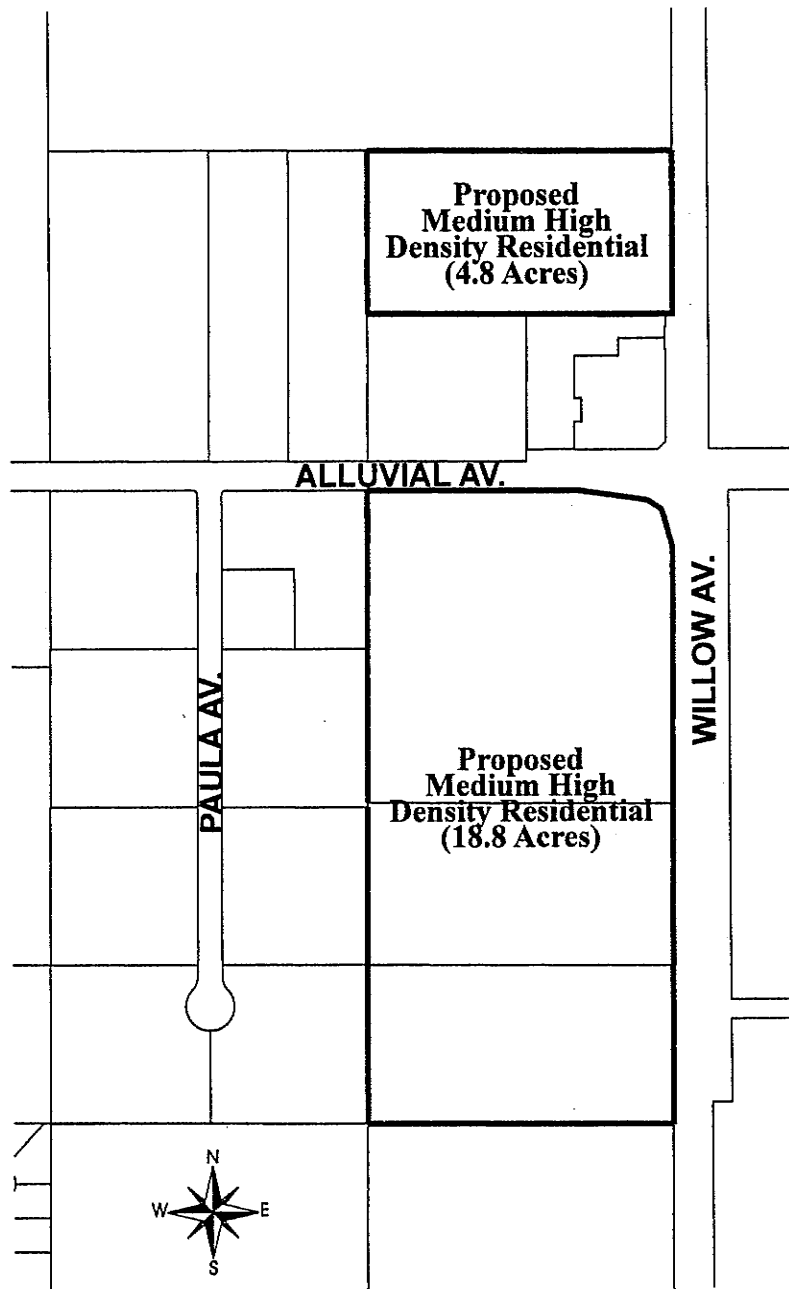 Proposed
Medium High
Density Residential
(4.8 Acres)
ALLUVIAL AV.
WILLOW AV.
PAULA AV.
Proposed
Medium High
Density Residential
(18.8 Acres)
N
W E
S